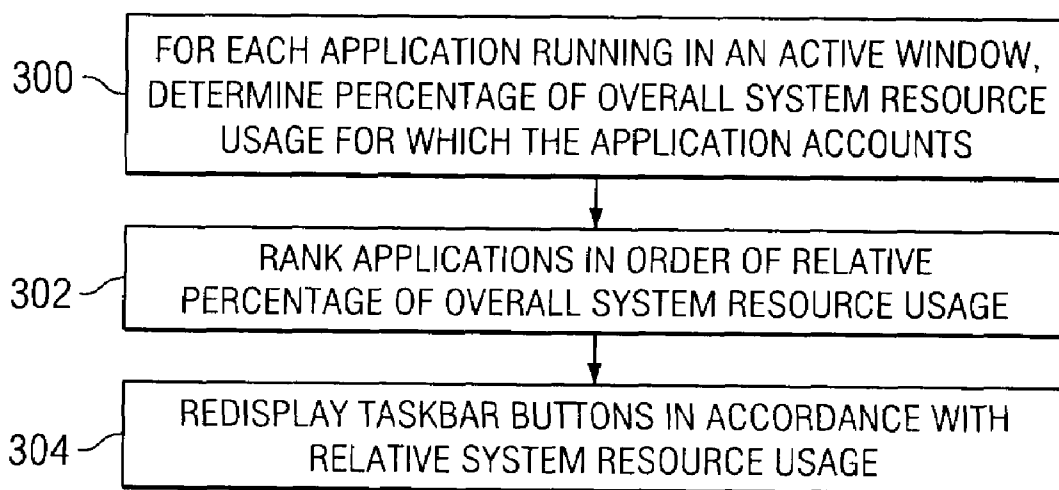 300
FOR EACH APPLICATION RUNNING IN AN ACTIVE WINDOW,
DETERMINE PERCENTAGE OF OVERALL SYSTEM RESOURCE
USAGE FOR WHICH THE APPLICATION ACCOUNTS
302
RANK APPLICATIONS IN ORDER OF RELATIVE
PERCENTAGE OF OVERALL SYSTEM RESOURCE USAGE
304
REDISPLAY TASKBAR BUTTONS IN ACCORDANCE WITH
RELATIVE SYSTEM RESOURCE USAGE